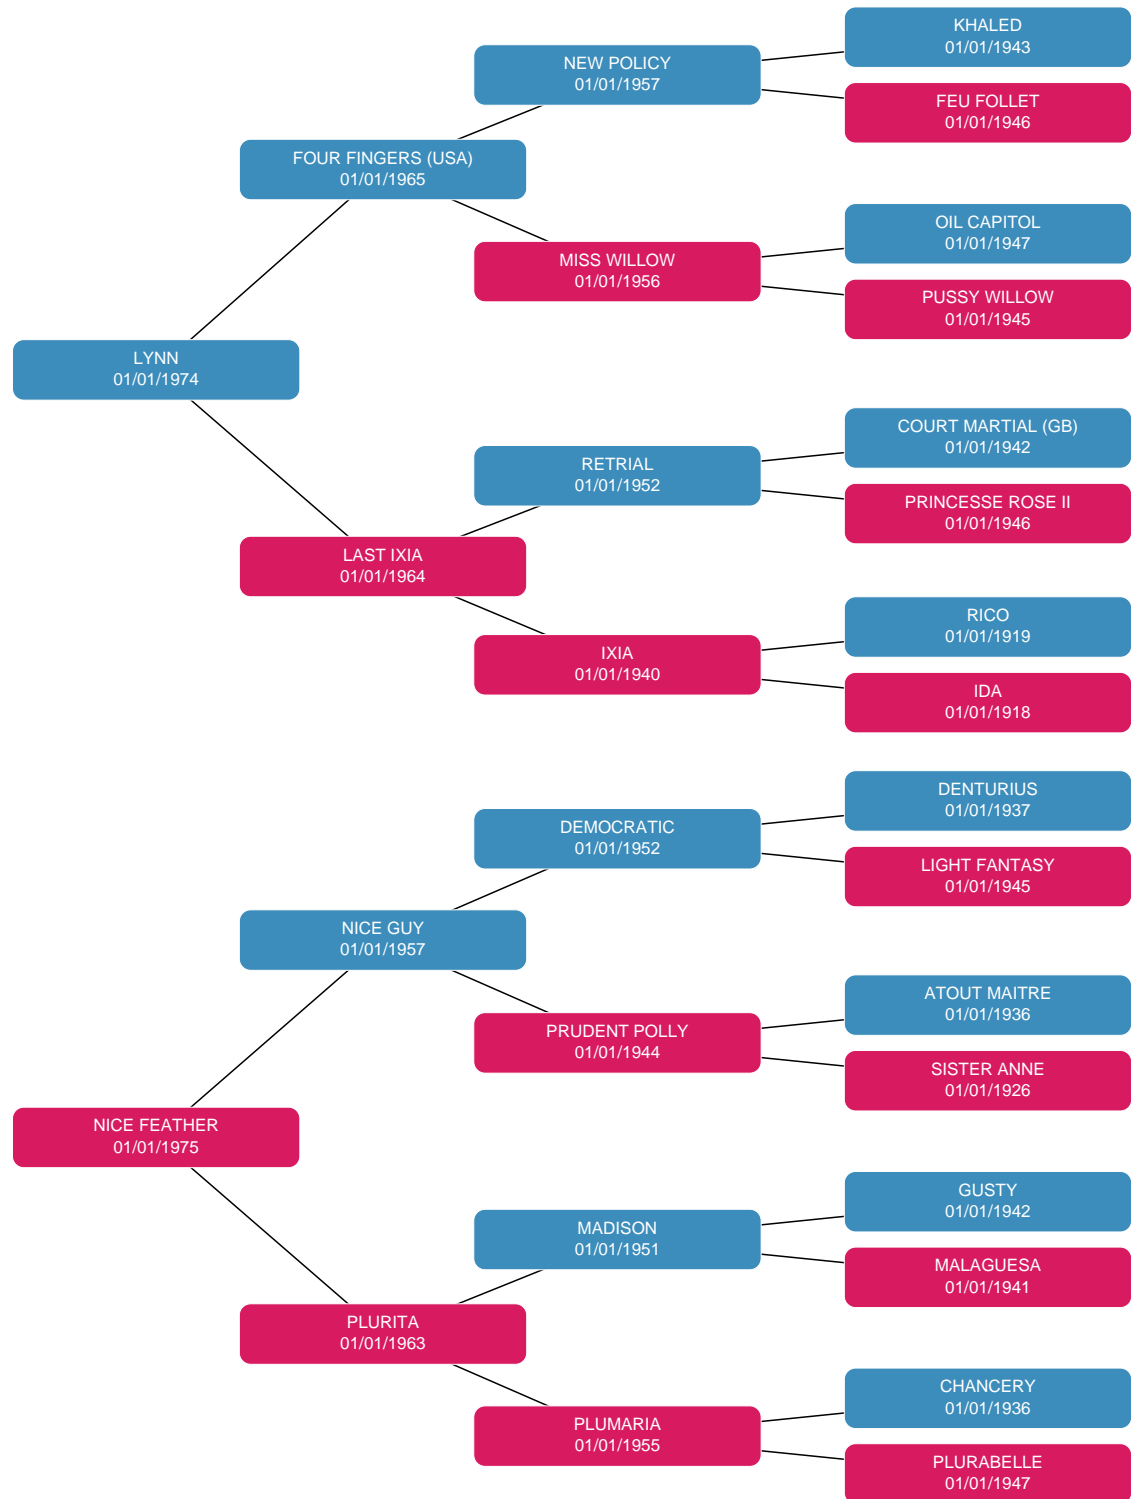 KHALED
01/01/1943
NEW POLICY
01/01/1957
FEU FOLLET
01/01/1946
FOUR FINGERS (USA)
01/01/1965
OIL CAPITOL
01/01/1947
MISS WILLOW
01/01/1956
PUSSY WILLOW
01/01/1945
LYNN
01/01/1974
COURT MARTIAL (GB)
01/01/1942
RETRIAL
01/01/1952
PRINCESSE ROSE II
01/01/1946
LAST IXIA
01/01/1964
RICO
01/01/1919
IXIA
01/01/1940
IDA
01/01/1918
DENTURIUS
01/01/1937
DEMOCRATIC
01/01/1952
LIGHT FANTASY
01/01/1945
NICE GUY
01/01/1957
ATOUT MAITRE
01/01/1936
PRUDENT POLLY
01/01/1944
SISTER ANNE
01/01/1926
NICE FEATHER
01/01/1975
GUSTY
01/01/1942
MADISON
01/01/1951
MALAGUESA
01/01/1941
PLURITA
01/01/1963
CHANCERY
01/01/1936
PLUMARIA
01/01/1955
PLURABELLE
01/01/1947